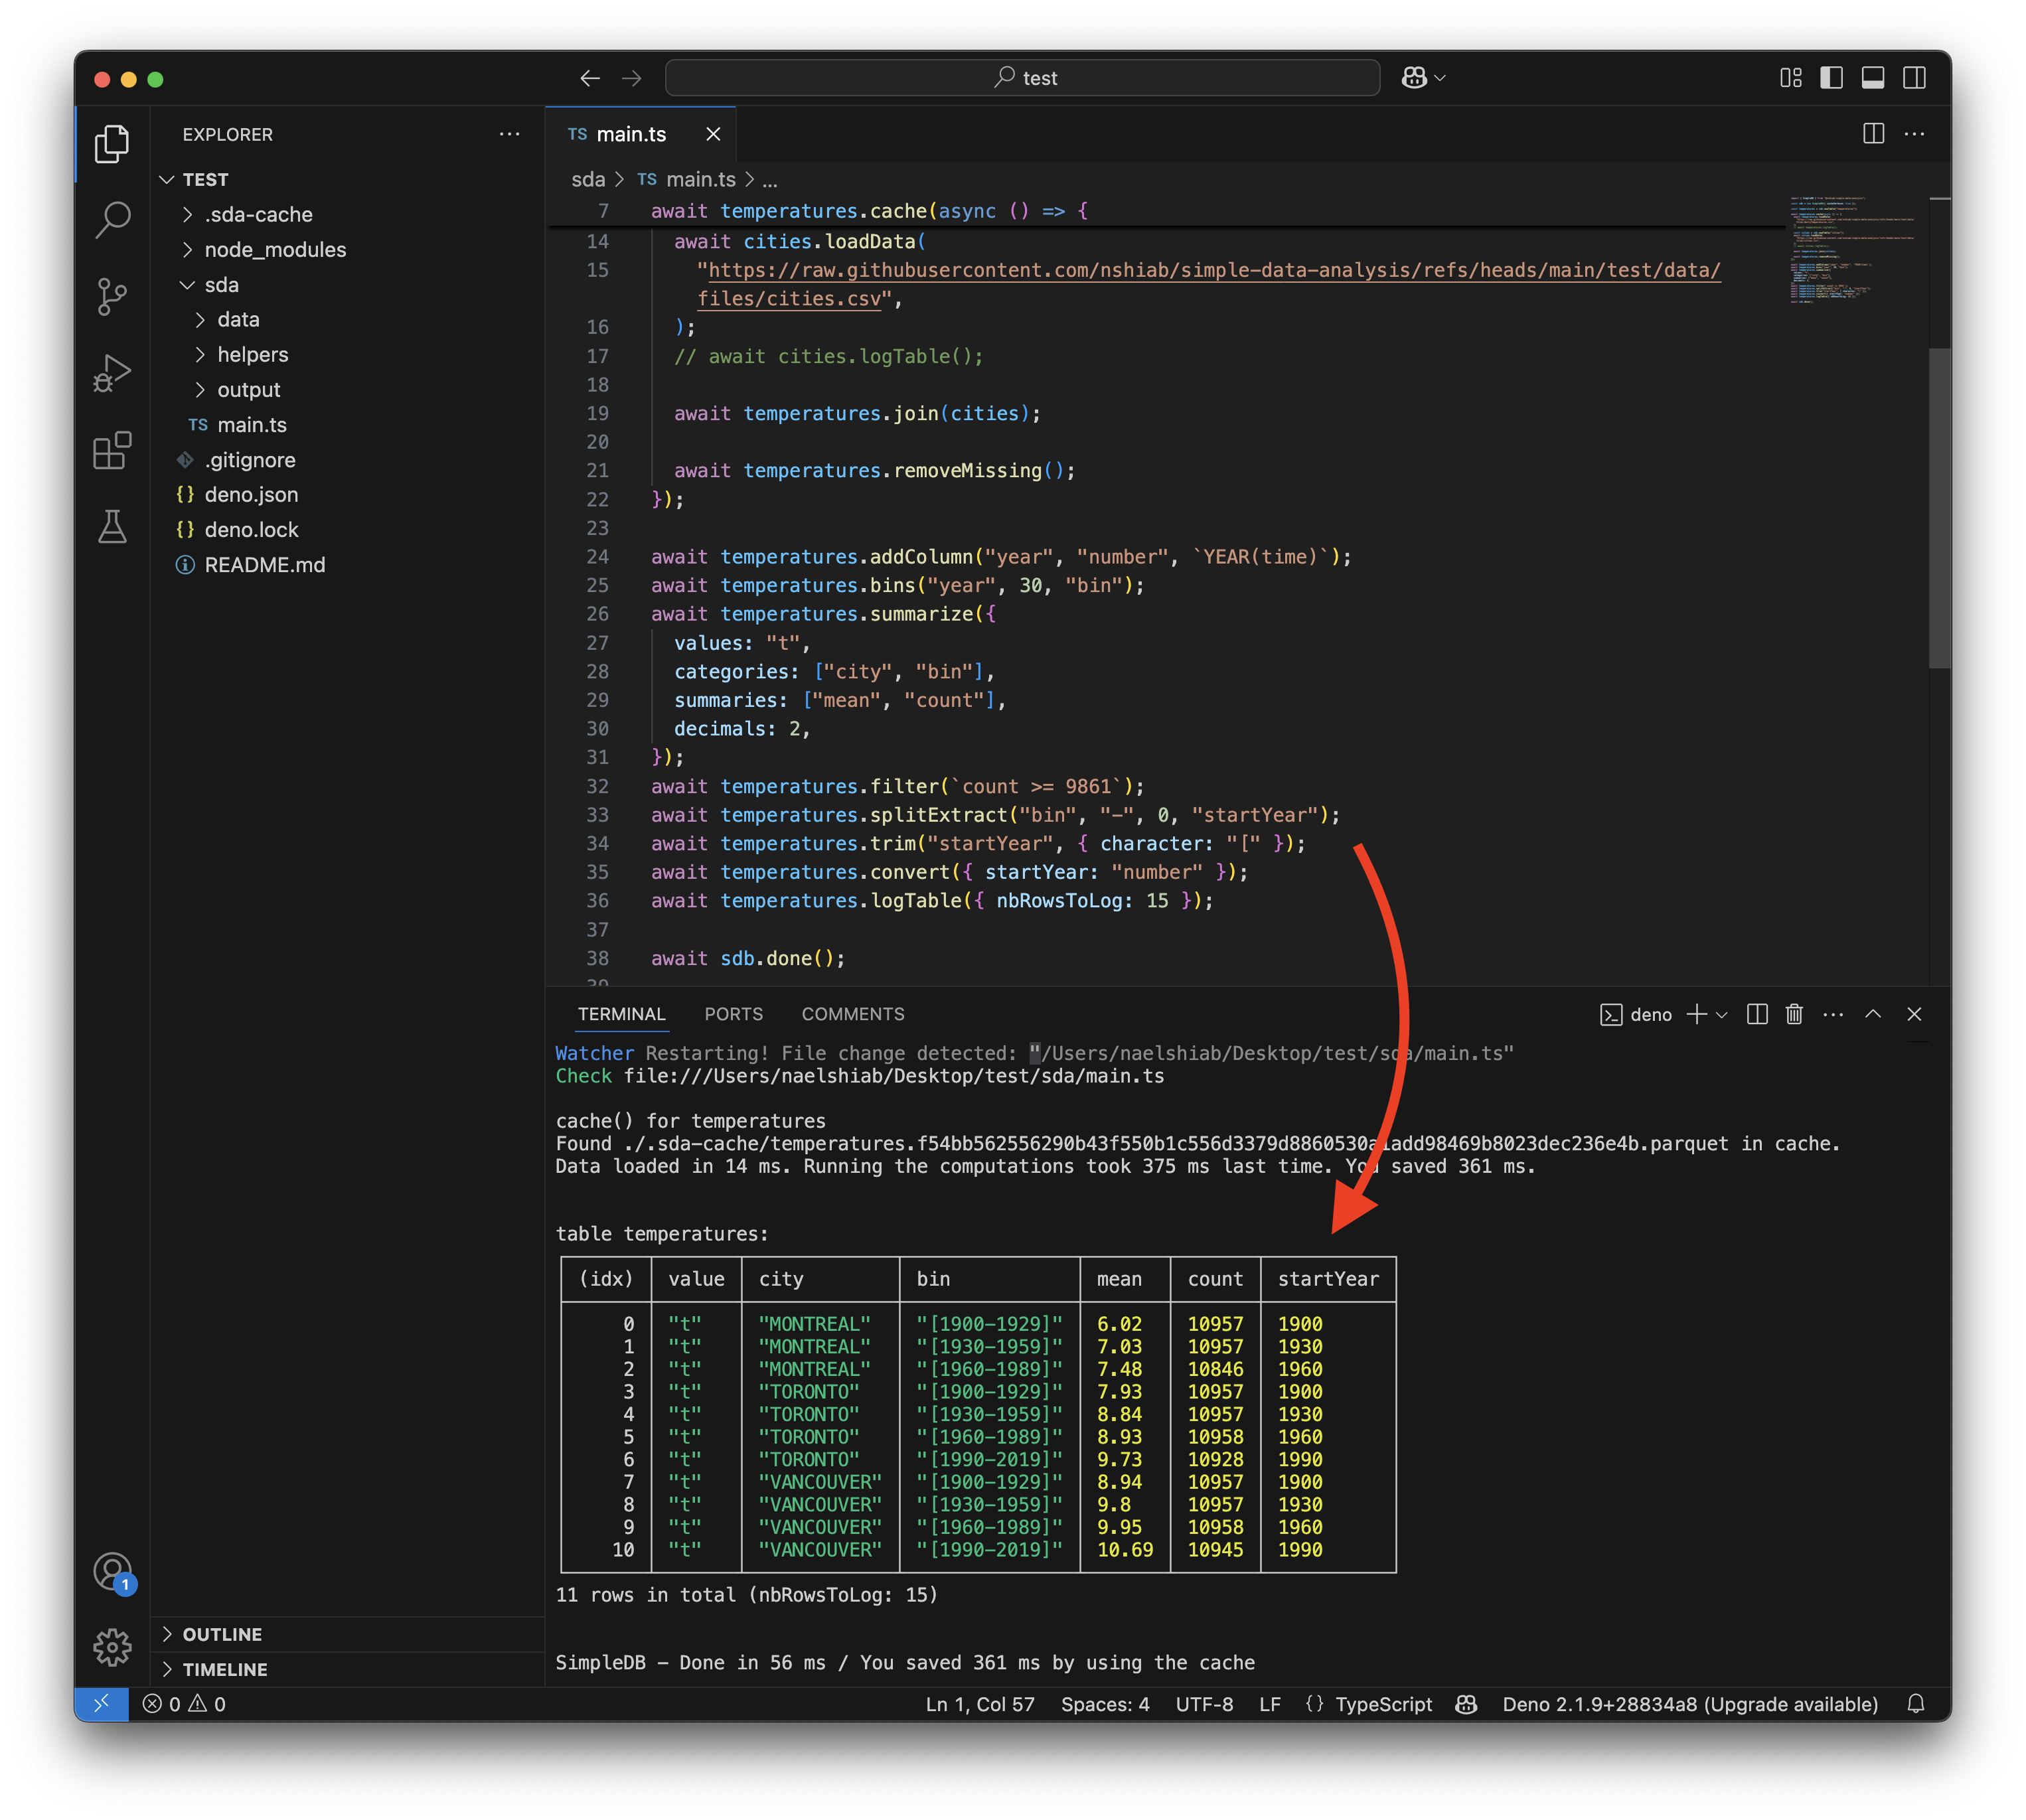 test
EXPLORER
TEST
.sda-cache
node_modules
sda
data
helpers
output
TS main.ts
.gitignore
{} deno.json
{} deno.lock
README.md
OUTLINE
TIMELINE
1
TS main.ts
sda > TS main.ts > ...
7 await temperatures.cache(async () => {
14 await cities.loadData(
15 "https://raw.githubusercontent.com/nshiab/simple-data-analysis/refs/heads/main/test/data/
files/cities.csv",
16 );
17 // await cities.logTable();
18
19 await temperatures.join(cities);
20
21 await temperatures.removeMissing();
22 });
23
24 await temperatures.addColumn("year", "number", `YEAR(time)`);
25 await temperatures.bins("year", 30, "bin");
26 await temperatures.summarize({
27 values: "t",
28 categories: ["city", "bin"],
29 summaries: ["mean", "count"],
30 decimals: 2,
31 });
32 await temperatures.filter(`count >= 9861`);
33 await temperatures.splitExtract("bin", "-", 0, "startYear");
34 await temperatures.trim("startYear", { character: "[" });
35 await temperatures.convert({ startYear: "number" });
36 await temperatures.logTable({ nbRowsToLog: 15 });
37
38 await sdb.done();
TERMINAL PORTS COMMENTS deno
Watcher Restarting! File change detected: "/Users/naelshiab/Desktop/test/sda/main.ts"
Check file:///Users/naelshiab/Desktop/test/sda/main.ts
cache() for temperatures
Found ./.sda-cache/temperatures.f54bb562556290b43f550b1c556d3379d8860530a1add98469b8023dec236e4b.parquet in cache.
Data loaded in 14 ms. Running the computations took 375 ms last time. You saved 361 ms.
table temperatures:
(idx) value city bin mean count startYear
0 "t" "MONTREAL" "[1900-1929]" 6.02 10957 1900
1 "t" "MONTREAL" "[1930-1959]" 7.03 10957 1930
2 "t" "MONTREAL" "[1960-1989]" 7.48 10846 1960
3 "t" "TORONTO" "[1900-1929]" 7.93 10957 1900
4 "t" "TORONTO" "[1930-1959]" 8.84 10957 1930
5 "t" "TORONTO" "[1960-1989]" 8.93 10958 1960
6 "t" "TORONTO" "[1990-2019]" 9.73 10928 1990
7 "t" "VANCOUVER" "[1900-1929]" 8.94 10957 1900
8 "t" "VANCOUVER" "[1930-1959]" 9.8 10957 1930
9 "t" "VANCOUVER" "[1960-1989]" 9.95 10958 1960
10 "t" "VANCOUVER" "[1990-2019]" 10.69 10945 1990
11 rows in total (nbRowsToLog: 15)
SimpleDB - Done in 56 ms / You saved 361 ms by using the cache
0 0 Ln 1, Col 57 Spaces: 4 UTF-8 LF {} TypeScript Deno 2.1.9+28834a8 (Upgrade available)